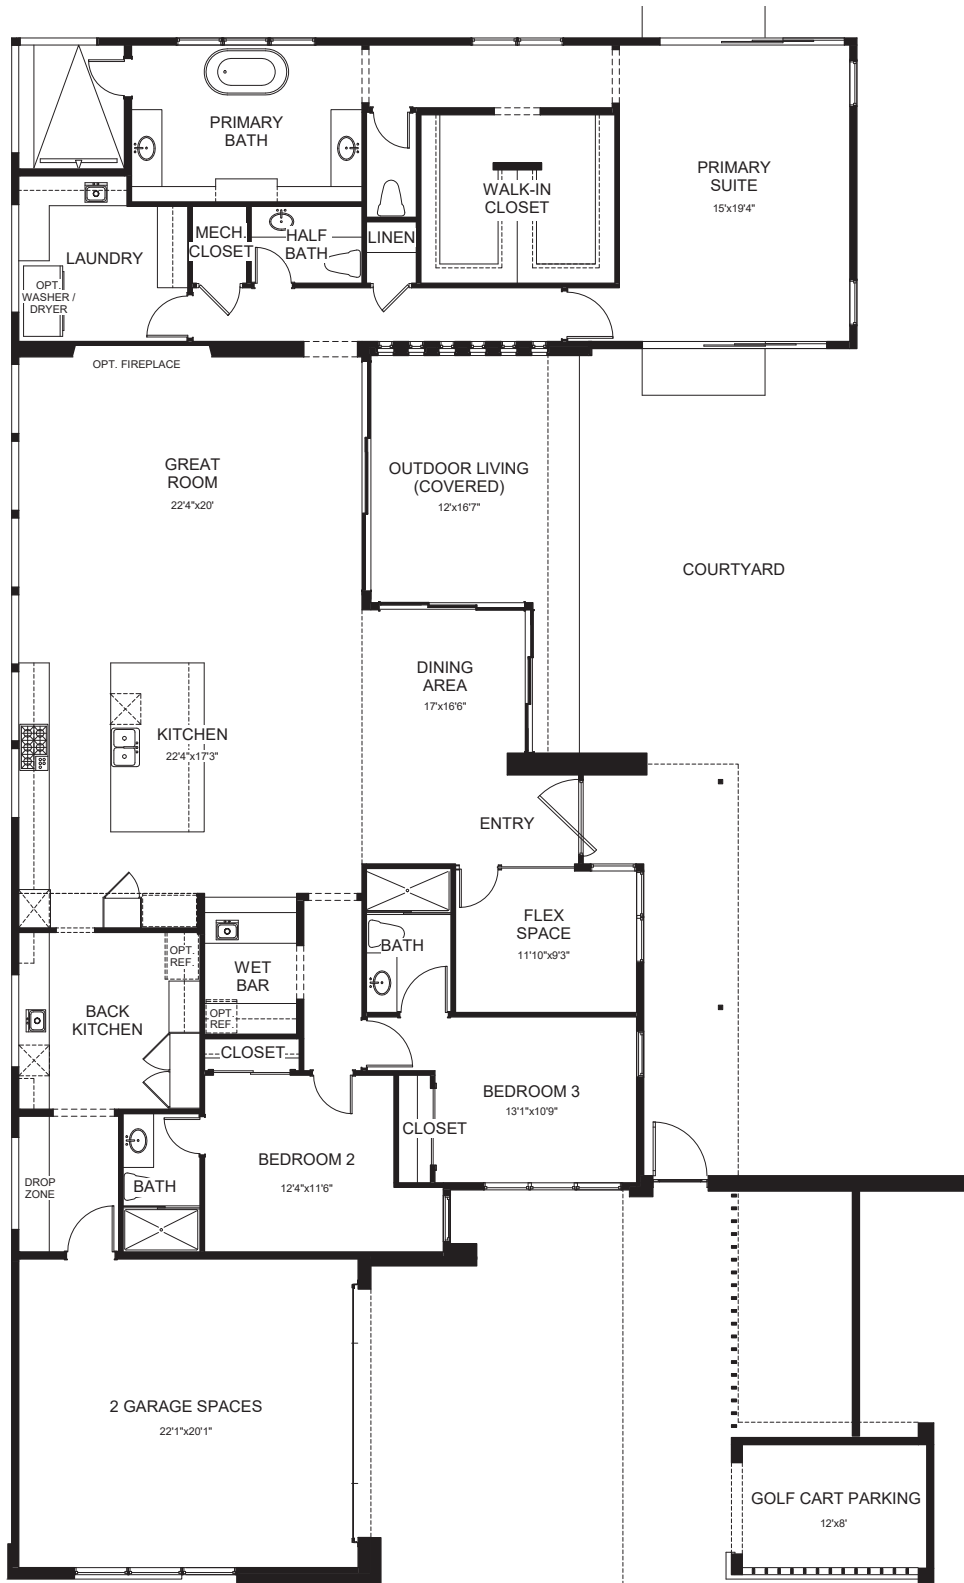 PRIMARY
BATH
PRIMARY
SUITE
15'x19'4"
WALK-IN
CLOSET
MECH.
CLOSET
HALF
BATH
LINEN
LAUNDRY
OPT.
WASHER /
DRYER
OPT. FIREPLACE
GREAT
ROOM
22'4"x20'
OUTDOOR LIVING
(COVERED)
12'x16'7"
COURTYARD
DINING
AREA
17'x16'6"
KITCHEN
22'4"x17'3"
ENTRY
FLEX
SPACE
11'10"x9'3"
BATH
OPT.
REF.
WET
BAR
OPT.
REF.
BACK
KITCHEN
CLOSET
BEDROOM 3
13'1"x10'9"
CLOSET
BEDROOM 2
12'4"x11'6"
DROP
ZONE
BATH
2 GARAGE SPACES
22'1"x20'1"
GOLF CART PARKING
12'x8'